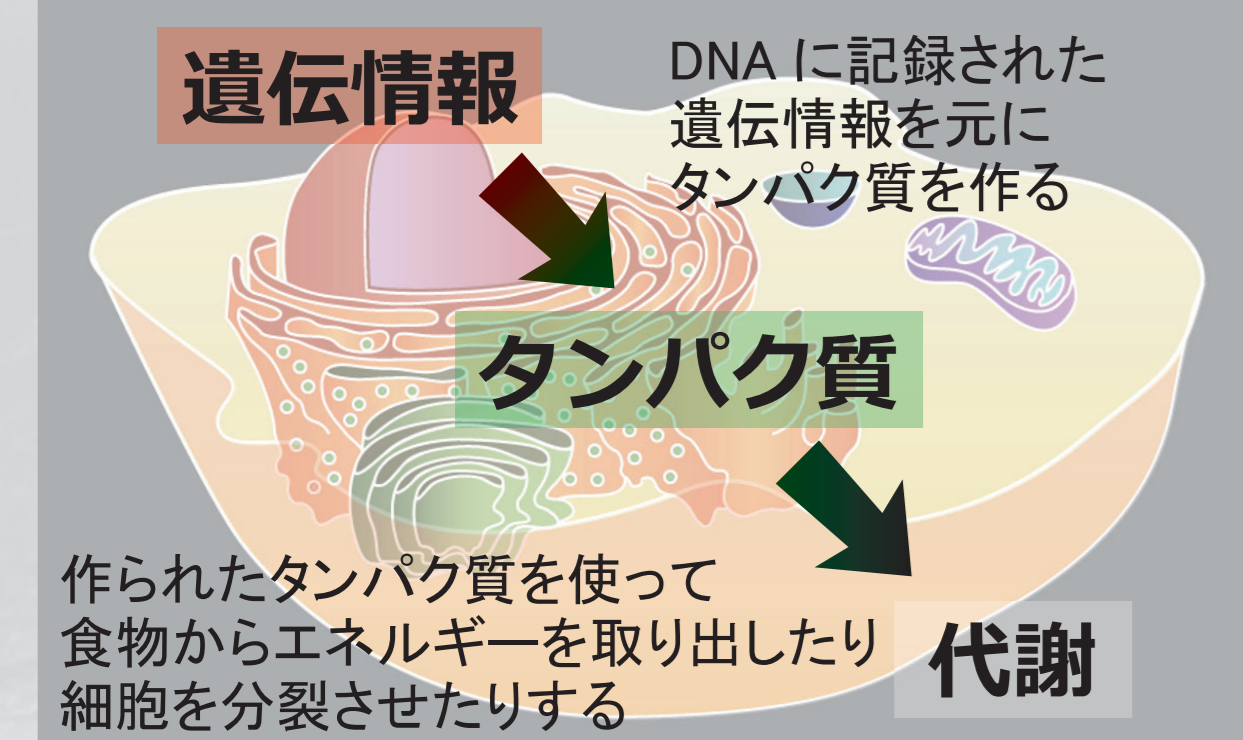 遺伝情報
DNA に記録された
遺伝情報を元に
タンパク質を作る
タンパク質
作られたタンパク質を使って
食物からエネルギーを取り出したり
細胞を分裂させたりする
代謝